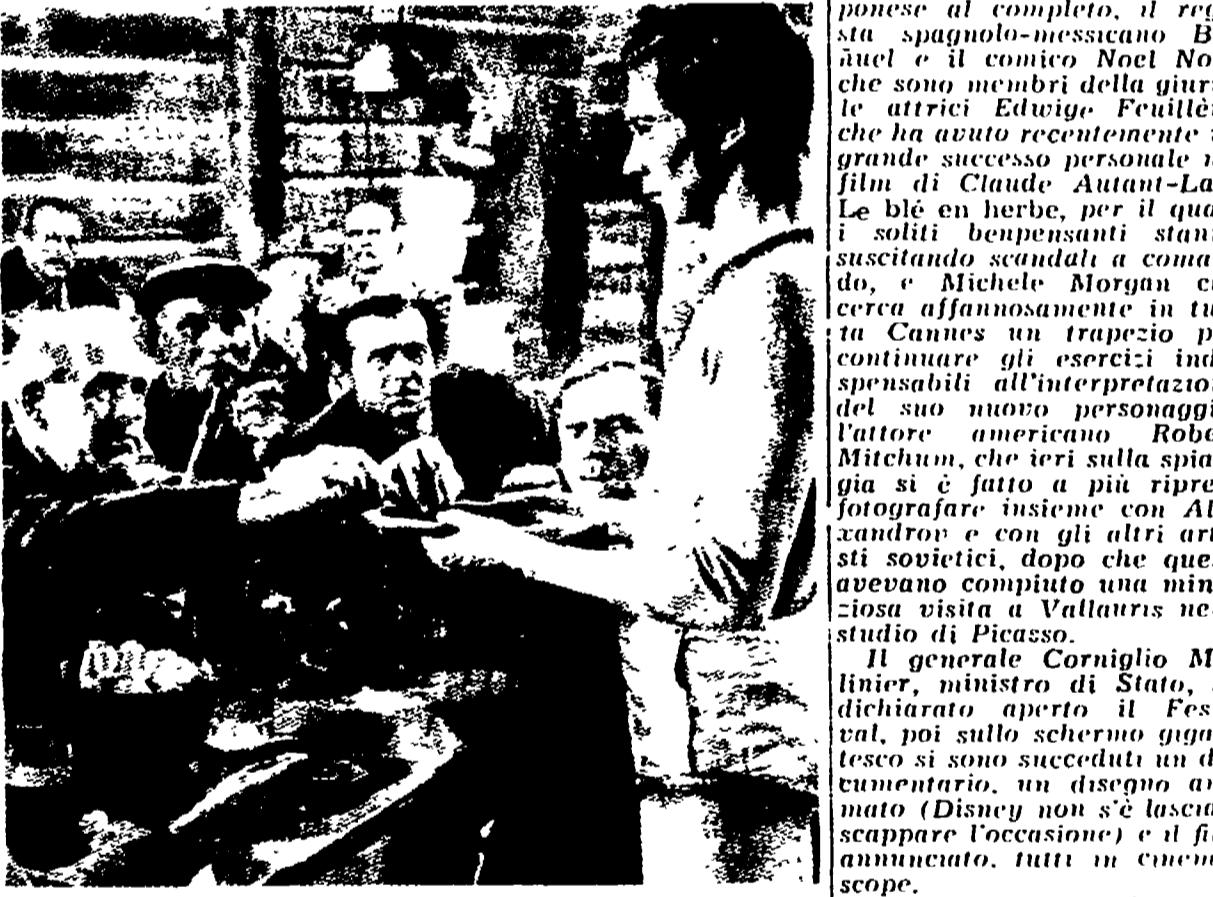 ponese al completo, il reg
sta spagnolo-messicano B
ñuel e il comico Noel No
che sono membri della giur
le attrici Edwige Feuillè
che ha avuto recentemente
grande successo personale
film di Claude Autant-La
Le blé en herbe, per il qua
i soliti benpensanti stan
suscitando scandali a coman
do, e Michele Morgan c
cerca affannosamente in tu
ta Cannes un trapezio p
continuare gli esercizi ind
spensabili all'interpretazio
del suo nuovo personaggi
l'attore americano Robe
Mitchum, che ieri sulla spia
gia si è fatto a più ripre
fotografare insieme con Al
xandrov e con gli altri art
sti sovietici, dopo che que
avevano compiuto una min
ziosa visita a Vallauris ne
studio di Picasso.
Il generale Corniglio M
linier, ministro di Stato,
dichiarato aperto il Fes
val, poi sullo schermo giga
tesco si sono succeduti un d
cumentario, un disegno an
mato (Disney non s'è lascia
scappare l'occasione) e il fi
annunciato, tutti in cinem
scope.